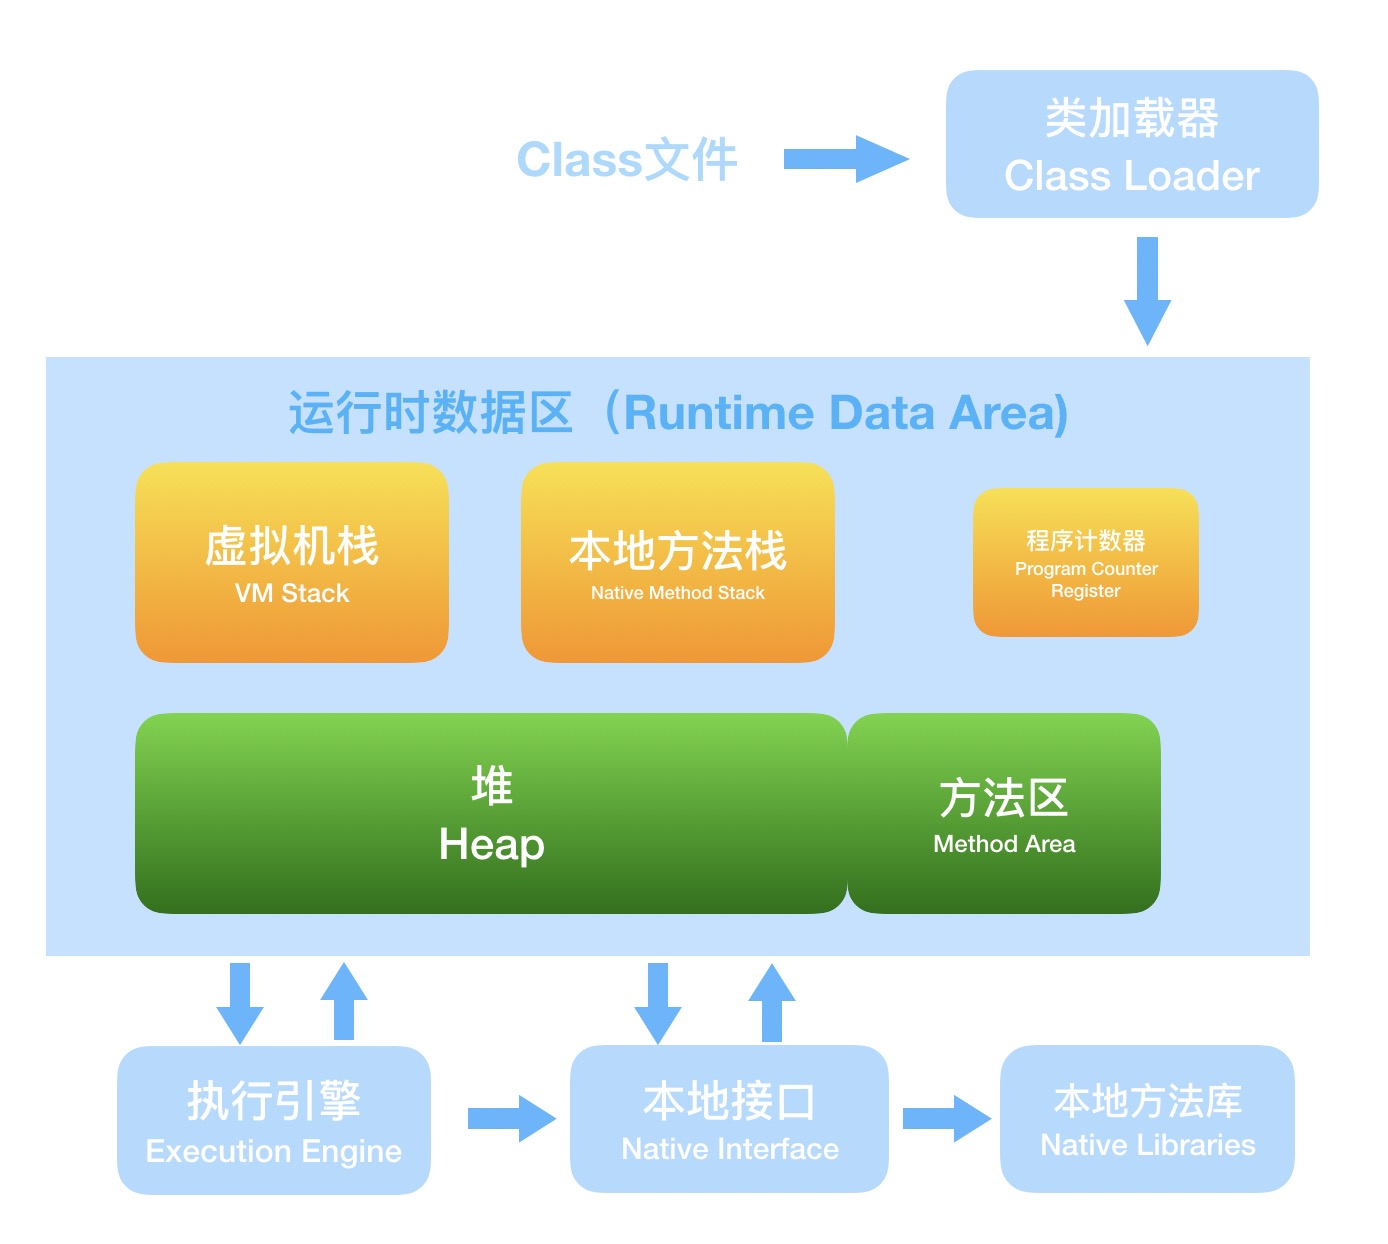 Class文件
类加载器
Class Loader
运行时数据区（Runtime Data Area)
虚拟机栈
VM Stack
本地方法栈
Native Method Stack
程序计数器
Program Counter
Register
堆
Heap
方法区
Method Area
执行引擎
Execution Engine
本地接口
Native Interface
本地方法库
Native Libraries